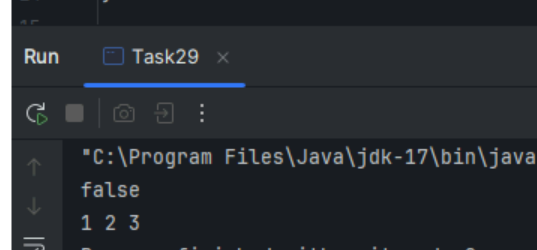 Run Task29
"C:\Program Files\Java\jdk-17\bin\java
false
1 2 3